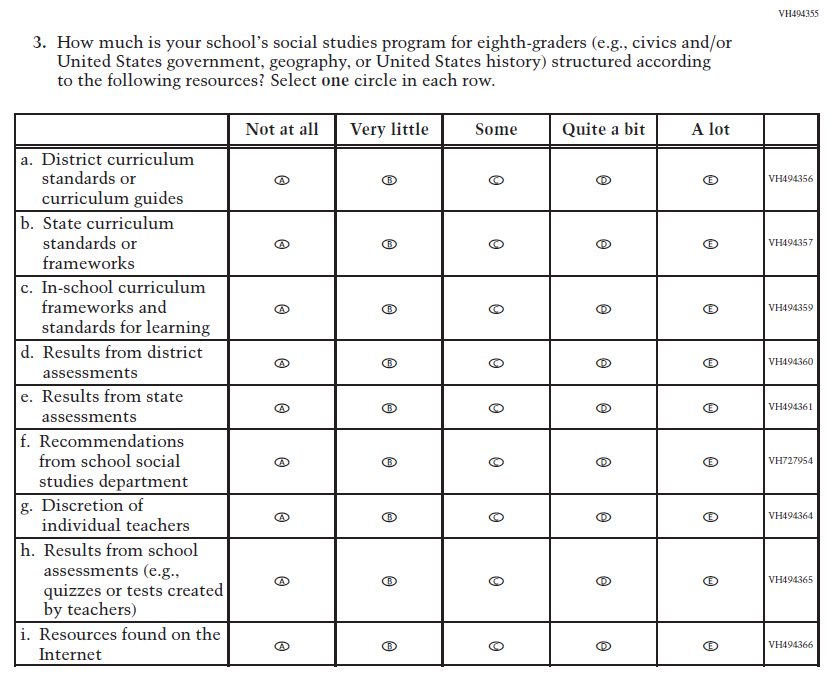 VH494355
3. How much is your school’s social studies program for eighth-graders (e.g., civics and/or
United States government, geography, or United States history) structured according
to the following resources? Select one circle in each row.
Not at all Very little Some Quite a bit A lot
a. District curriculum
standards or
curriculum guides
A B C D E VH494356
b. State curriculum
standards or
frameworks
A B C D E VH494357
c. In-school curriculum
frameworks and
standards for learning
A B C D E VH494359
d. Results from district
assessments
A B C D E VH494360
e. Results from state
assessments
A B C D E VH494361
f. Recommendations
from school social
studies department
A B C D E VH727954
g. Discretion of
individual teachers
A B C D E VH494364
h. Results from school
assessments (e.g.,
quizzes or tests created
by teachers)
A B C D E VH494365
i. Resources found on the
Internet
A B C D E VH494366